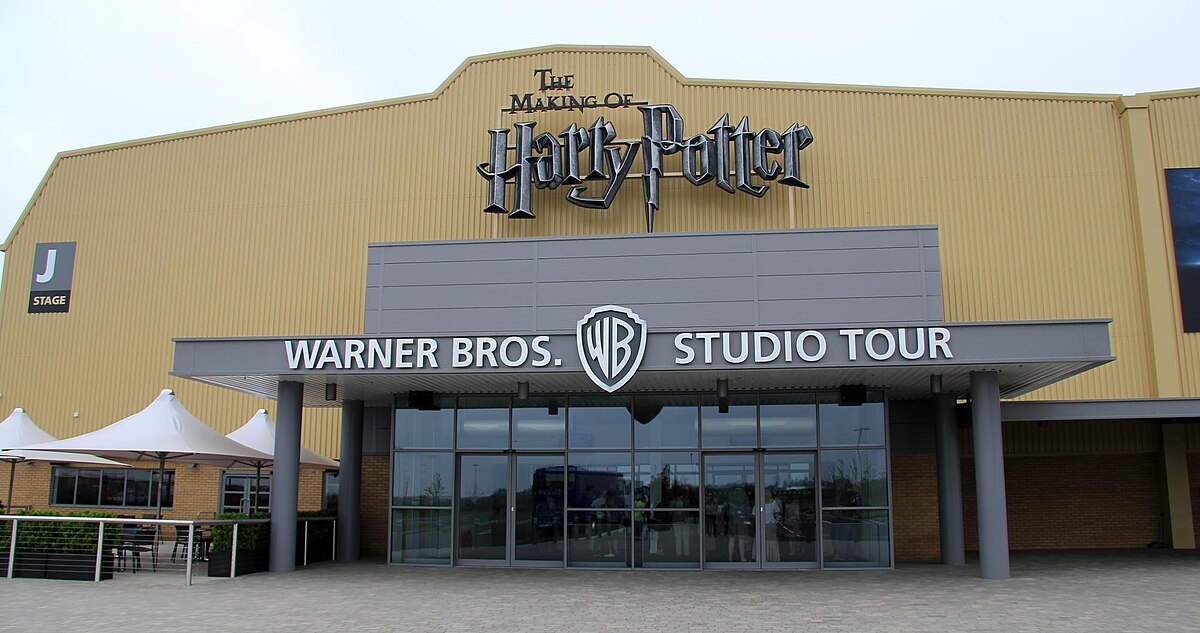 THE
MAKING OF
Harry Potter
J
STAGE
WARNER BROS. WB STUDIO TOUR